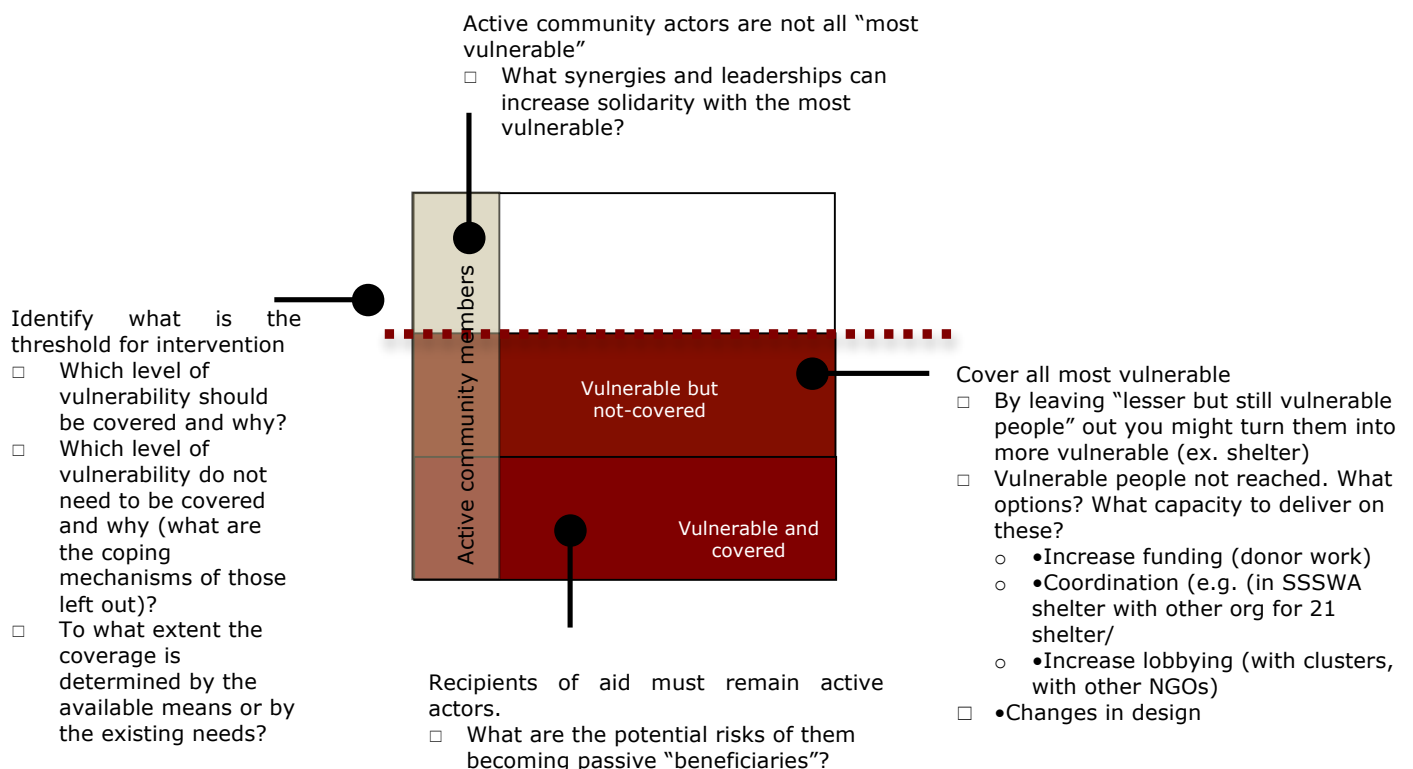 Active community actors are not all “most
vulnerable”
□ What synergies and leaderships can
increase solidarity with the most
vulnerable?
Identify what is the
threshold for intervention
□ Which level of
vulnerability should
be covered and why?
□ Which level of
vulnerability do not
need to be covered
and why (what are
the coping
mechanisms of those
left out)?
□ To what extent the
coverage is
determined by the
available means or by
the existing needs?
Active community members
Vulnerable but
not-covered
Vulnerable and
covered
Cover all most vulnerable
□ By leaving “lesser but still vulnerable
people” out you might turn them into
more vulnerable (ex. shelter)
□ Vulnerable people not reached. What
options? What capacity to deliver on
these?
o •Increase funding (donor work)
o •Coordination (e.g. (in SSSWA
shelter with other org for 21
shelter/
o •Increase lobbying (with clusters,
with other NGOs)
□ •Changes in design
Recipients of aid must remain active
actors.
□ What are the potential risks of them
becoming passive “beneficiaries”?